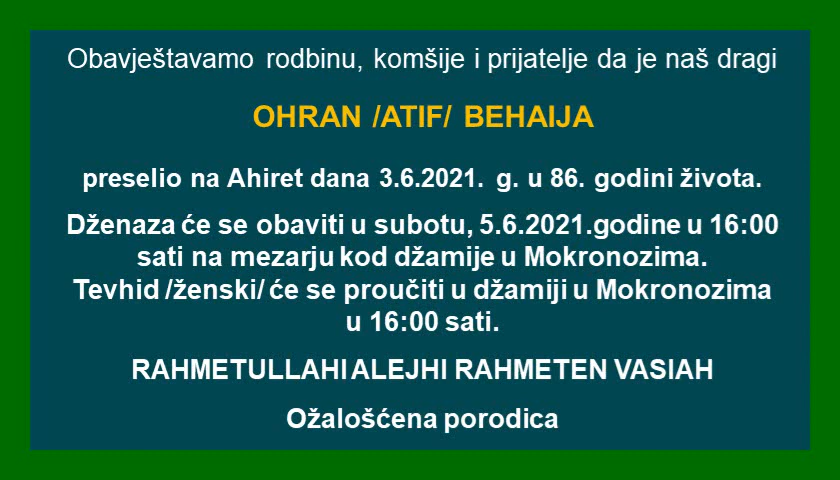 Obavještavamo rodbinu, komšije i prijatelje da je naš dragi
OHRAN /ATIF/ BEHAIJA
preselio na Ahiret dana 3.6.2021. g. u 86. godini života.
Dženaza će se obaviti u subotu, 5.6.2021.godine u 16:00
sati na mezarju kod džamije u Mokronozima.
Tevhid /ženski/ će se proučiti u džamiji u Mokronozima
u 16:00 sati.
RAHMETULLAHI ALEJHI RAHMETEN VASIAH
Ožalošćena porodica